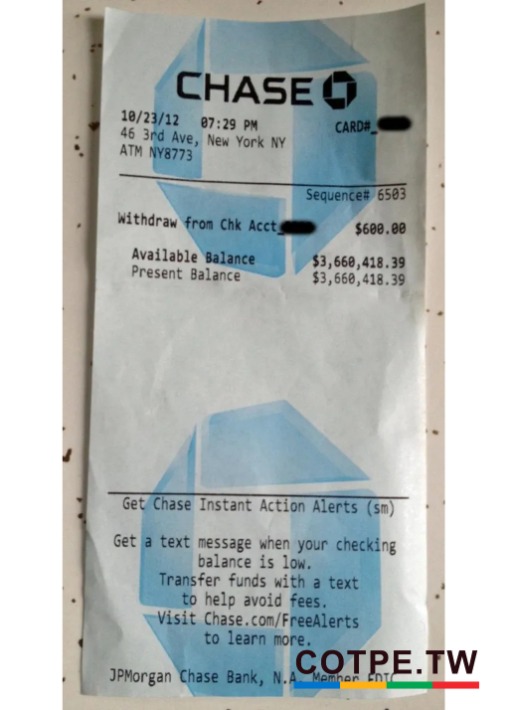 CHASE
10/23/12 07:29 PM CARD#
46 3rd Ave, New York NY
ATM NY8773
Sequence# 6503
Withdraw from Chk Acct $600.00
Available Balance $3,660,418.39
Present Balance $3,660,418.39
Get Chase Instant Action Alerts (sm)
Get a text message when your checking
balance is low.
Transfer funds with a text
to help avoid fees.
Visit Chase.com/FreeAlerts
to learn more.
JPMorgan Chase Bank, N.A. Member FDIC
COTPE.TW